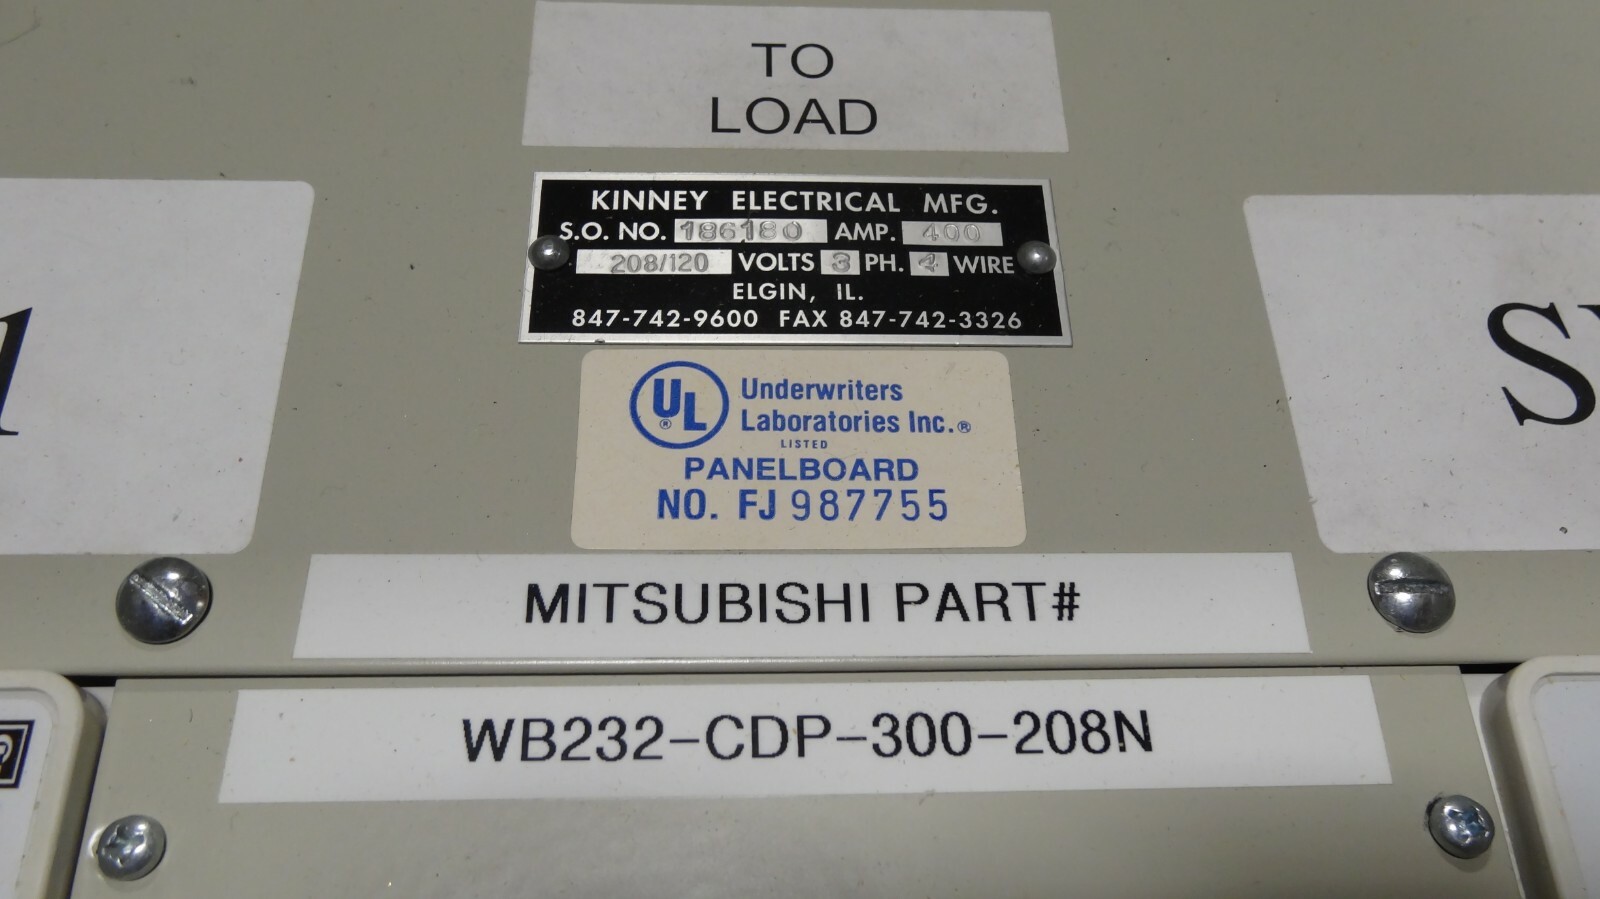 TO
LOAD
KINNEY ELECTRICAL MFG.
S.O. NO. 186180 AMP. 400
208/120 VOLTS 3 PH. 4 WIRE
ELGIN, IL.
847-742-9600 FAX 847-742-3326
UL® Underwriters
Laboratories Inc.®
LISTED
PANELBOARD
NO. FJ 987755
MITSUBISHI PART#
WB232-CDP-300-208N